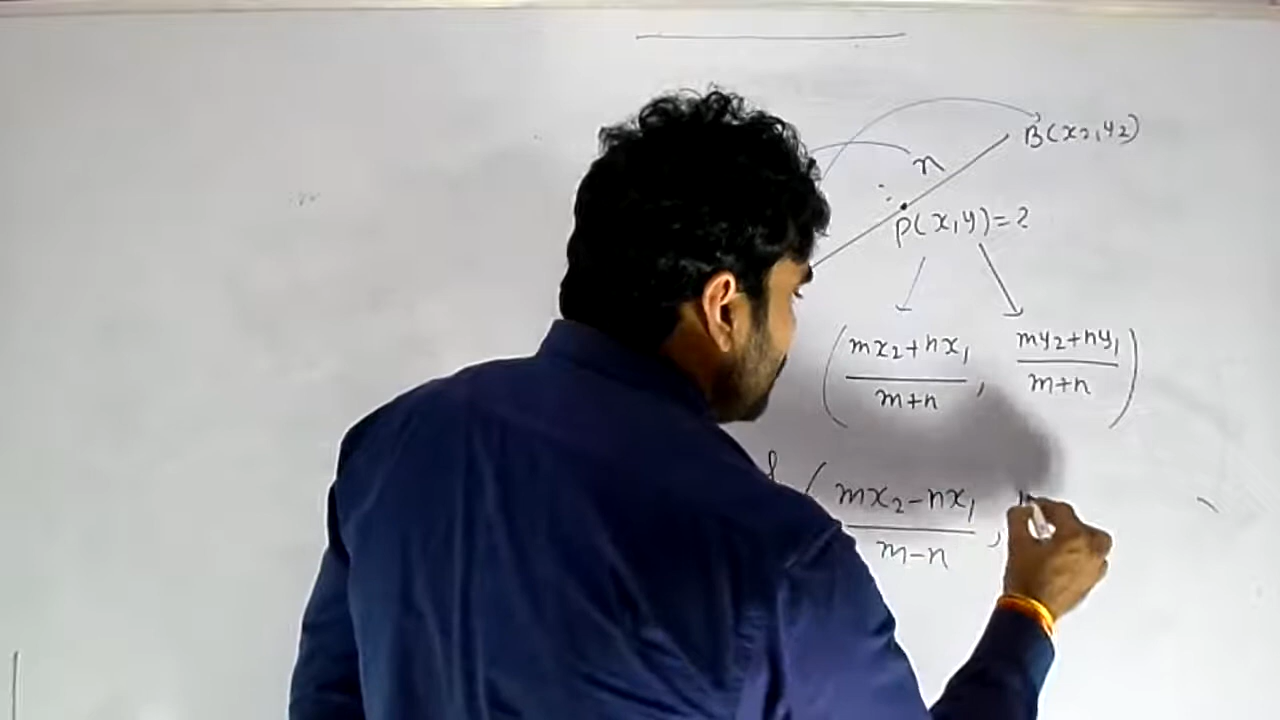 B(x₂,y₂)
n
P(x,y)=?
(mx₂+nx₁/m+n, my₂+ny₁/m+n)
(mx₂-nx₁/m-n,